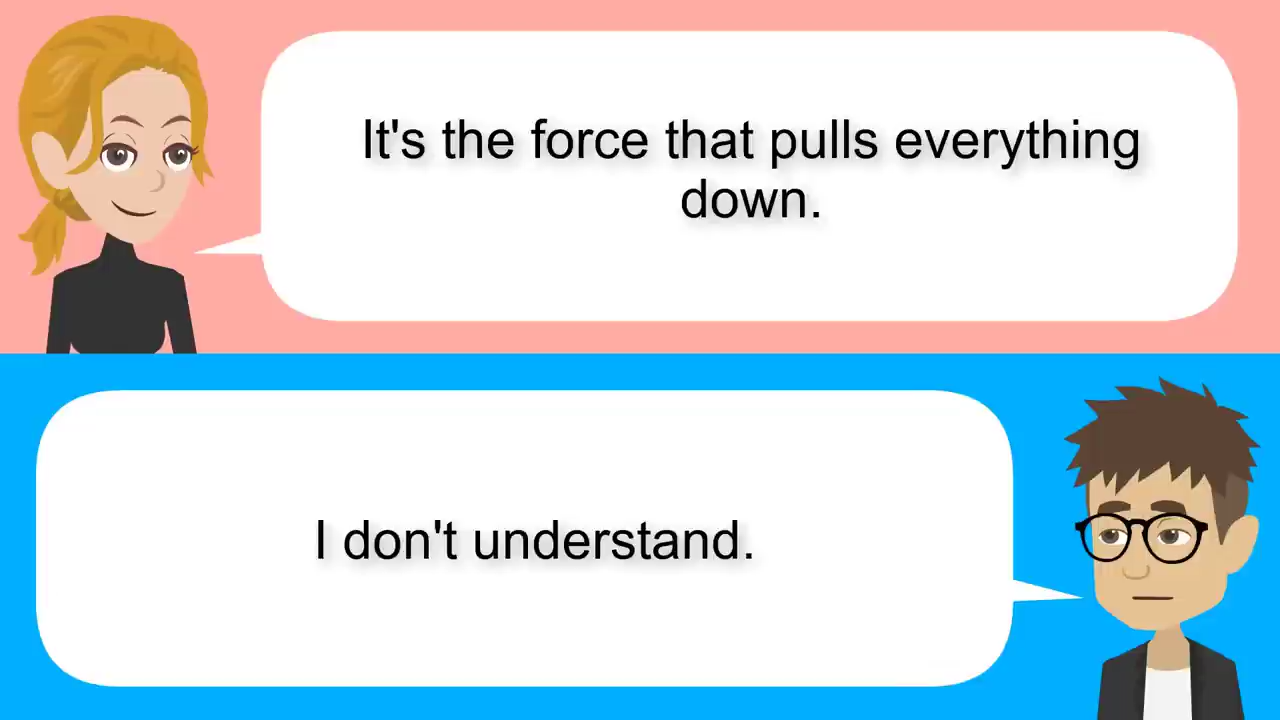 It's the force that pulls everything
down.
I don't understand.